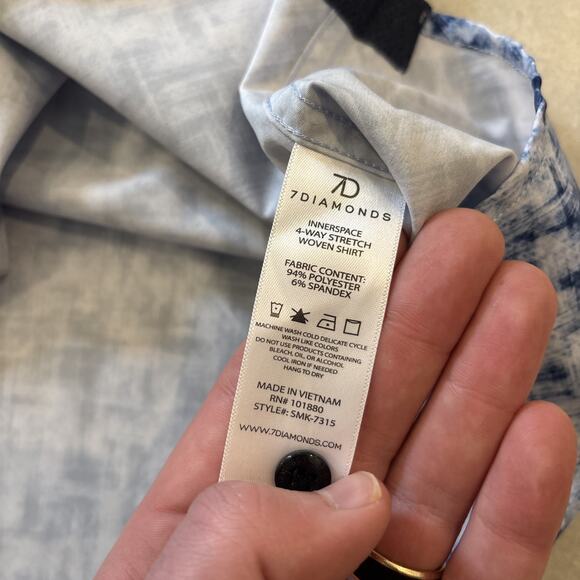 7D
7DIAMONDS
INNERSPACE
4-WAY STRETCH
WOVEN SHIRT
FABRIC CONTENT:
94% POLYESTER
6% SPANDEX
MACHINE WASH COLD DELICATE CYCLE
WASH LIKE COLORS
DO NOT USE PRODUCTS CONTAINING
BLEACH, OIL, OR ALCOHOL
COOL IRON IF NEEDED
HANG TO DRY
MADE IN VIETNAM
RN# 101880
STYLE#: SMK-7315
WWW.7DIAMONDS.COM